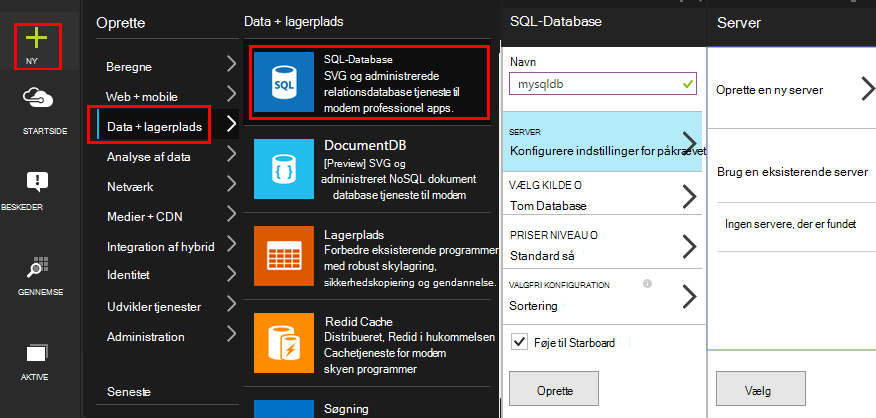 NY
STARTSIDE
BESKEDER
GENNEMSE
AKTIVE
Oprette
Beregne
Web + mobile
Data + lagerplads
Analyse af data
Netværk
Medier + CDN
Integration af hybrid
Identitet
Udvikler tjenester
Administration
Seneste
Data + lagerplads
SQL-Database
SVG og administrerede
relationsdatabase tjeneste til
modem professionel apps.
SQL
DocumentDB
[Preview] SVG og
administreret NoSQL dokument
database tjeneste til modem
Lagerplads
Forbedre eksisterende programmer
med robust skylagring,
sikkerhedskopiering og gendannelse.
Redid Cache
Distribueret, Redid i hukommelsen
Cachetjeneste for modem
skyen programmer
Søgning
SQL-Database
Navn
mysqldb
SERVER
Konfigurere indstillinger for påkrævet
VÆLG KILDE O
Tom Database
PRISER NIVEAU O
Standard så
VALGFRI KONFIGURATION
Sortering
Føje til Starboard
Oprette
Server
Oprette en ny server
Brug en eksisterende server
Ingen servere, der er fundet
Vælg